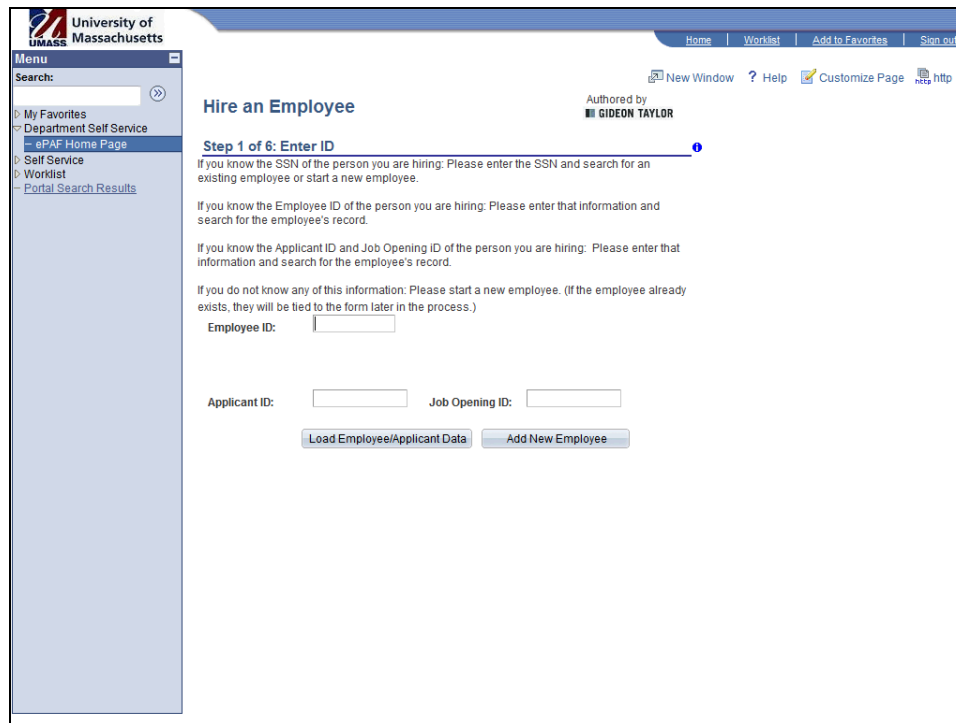 University of
Massachusetts
UMASS
Home | Worklist | Add to Favorites | Sign out
Menu
Search:
New Window ? Help Customize Page http
My Favorites
Department Self Service
– ePAF Home Page
Self Service
Worklist
– Portal Search Results
Hire an Employee
Authored by
GIDEON TAYLOR
Step 1 of 6: Enter ID
If you know the SSN of the person you are hiring: Please enter the SSN and search for an
existing employee or start a new employee.
If you know the Employee ID of the person you are hiring: Please enter that information and
search for the employee's record.
If you know the Applicant ID and Job Opening iD of the person you are hiring: Please enter that
information and search for the employee's record.
If you do not know any of this information: Please start a new employee. (If the employee already
exists, they will be tied to the form later in the process.)
Employee ID:
Applicant ID: Job Opening ID:
Load Employee/Applicant Data Add New Employee